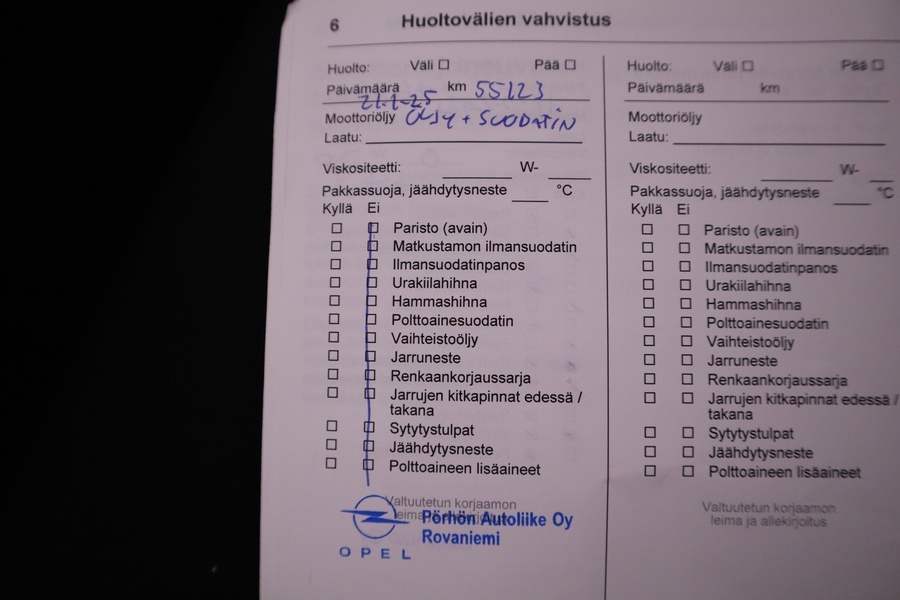 6 Huoltovälien vahvistus
Huolto: Väli Pää
Päivämäärä km 55123
Moottoriöljy ÖLJY + SUODATIN
Laatu:
Viskositeetti: W-
Pakkassuoja, jäähdytysneste °C
Kyllä Ei
Paristo (avain)
Matkustamon ilmansuodatin
Ilmansuodatinpanos
Urakiilahihna
Hammashihna
Polttoainesuodatin
Vaihteistoöljy
Jarruneste
Renkaankorjaussarja
Jarrujen kitkapinnat edessä /
takana
Sytytystulpat
Jäähdytysneste
Polttoaineen lisäaineet
Valtuutetun korjaamon
leima ja allekirjoitus
Pörhön Autoliike Oy
Rovaniemi
OPEL
Huolto: Väli Pää
Päivämäärä km
Moottoriöljy
Laatu:
Viskositeetti: W-
Pakkassuoja, jäähdytysneste °C
Kyllä Ei
Paristo (avain)
Matkustamon ilmansuodatin
Ilmansuodatinpanos
Urakiilahihna
Hammashihna
Polttoainesuodatin
Vaihteistoöljy
Jarruneste
Renkaankorjaussarja
Jarrujen kitkapinnat edessä /
takana
Sytytystulpat
Jäähdytysneste
Polttoaineen lisäaineet
Valtuutetun korjaamon
leima ja allekirjoitus